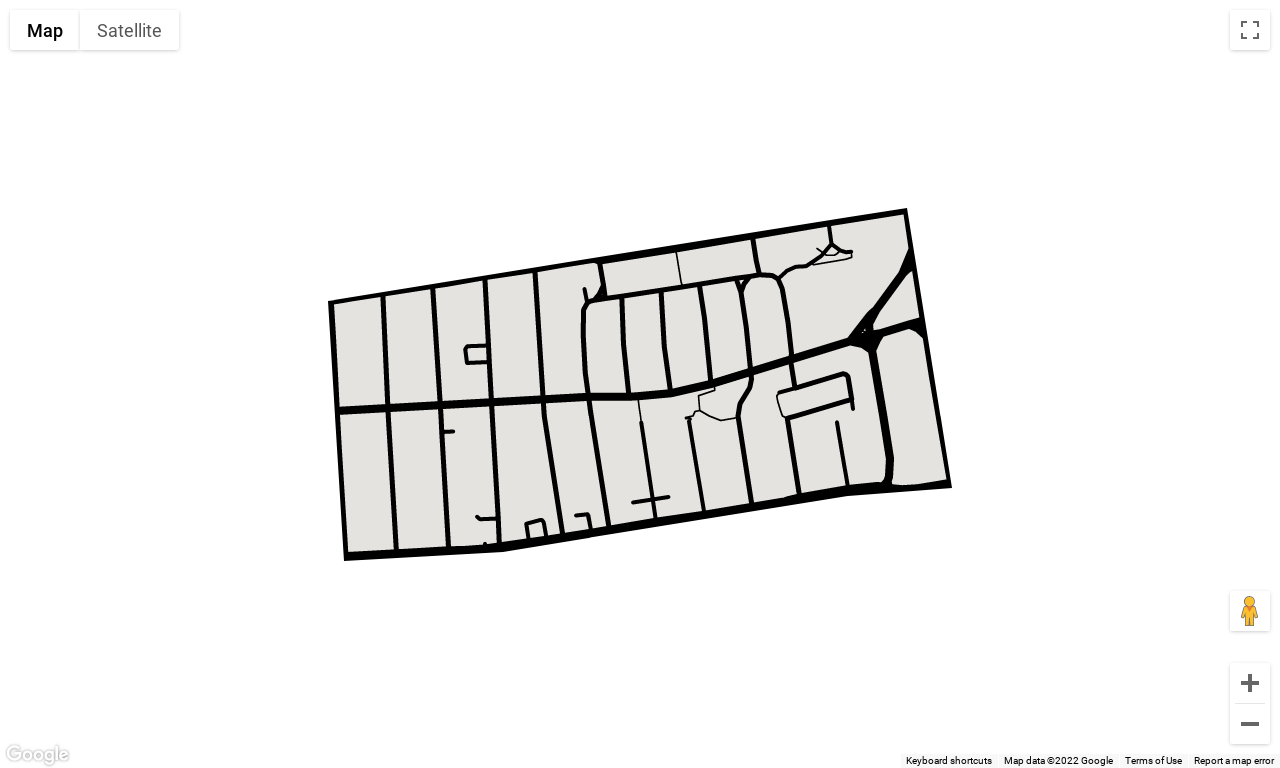 Map Satellite
Google
Keyboard shortcuts Map data ©2022 Google Terms of Use Report a map error